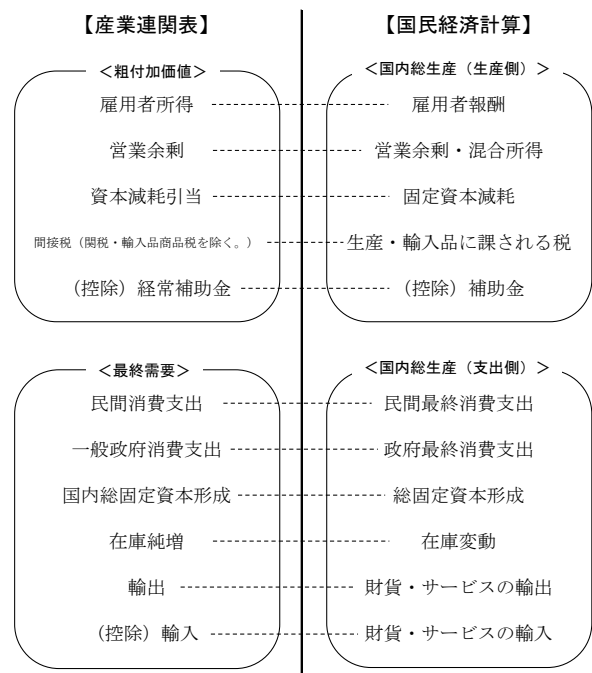 【産業連関表】 【国民経済計算】
＜粗付加価値＞ ＜国内総生産（生産側）＞
雇用者所得 雇用者報酬
営業余剰 営業余剰・混合所得
資本減耗引当 固定資本減耗
間接税（関税・輸入品商品税を除く。） 生産・輸入品に課される税
（控除）経常補助金 （控除）補助金
＜最終需要＞ ＜国内総生産（支出側）＞
民間消費支出 民間最終消費支出
一般政府消費支出 政府最終消費支出
国内総固定資本形成 総固定資本形成
在庫純増 在庫変動
輸出 財貨・サービスの輸出
（控除）輸入 財貨・サービスの輸入